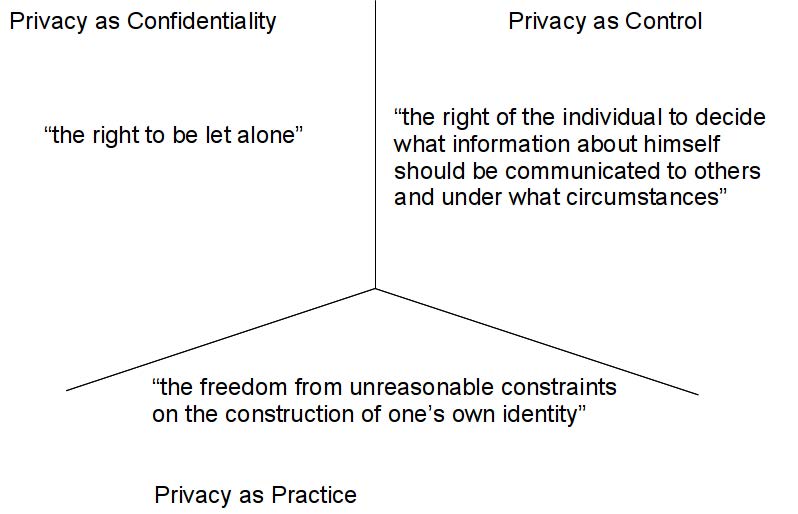 Privacy as Confidentiality
“the right to be let alone”
Privacy as Control
“the right of the individual to decide
what information about himself
should be communicated to others
and under what circumstances”
“the freedom from unreasonable constraints
on the construction of one’s own identity”
Privacy as Practice